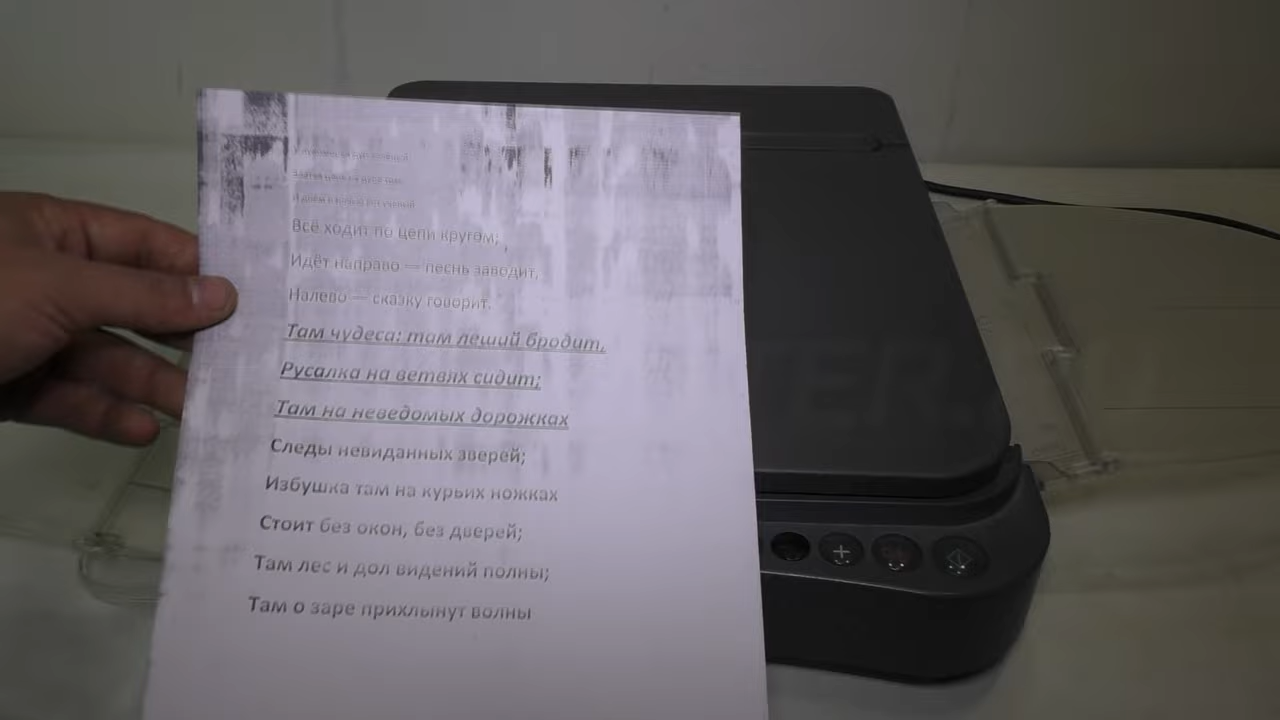 Всё ходит по цепи кругом;
Идёт направо — песнь заводит,
Налево — сказку говорит.
Там чудеса: там леший бродит,
Русалка на ветвях сидит;
Там на неведомых дорожках
Следы невиданных зверей;
Избушка там на курьих ножках
Стоит без окон, без дверей;
Там лес и дол видений полны;
Там о заре прихлынут волны